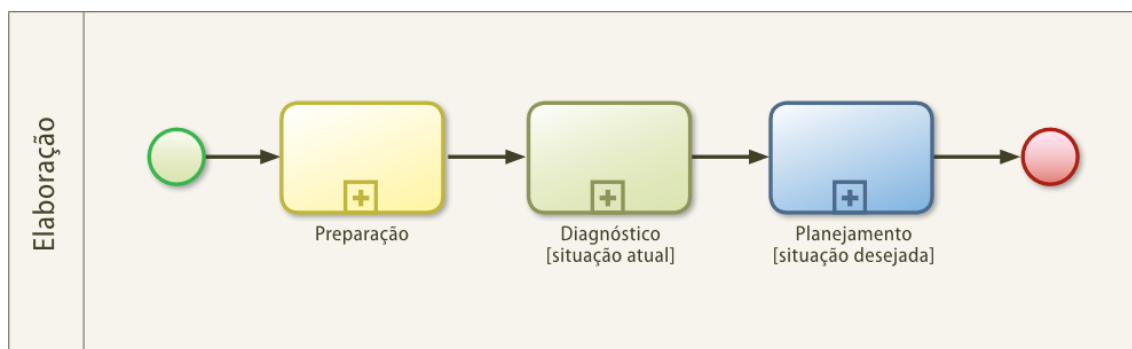 Elaboração
Preparação
Diagnóstico
[situação atual]
Planejamento
[situação desejada]